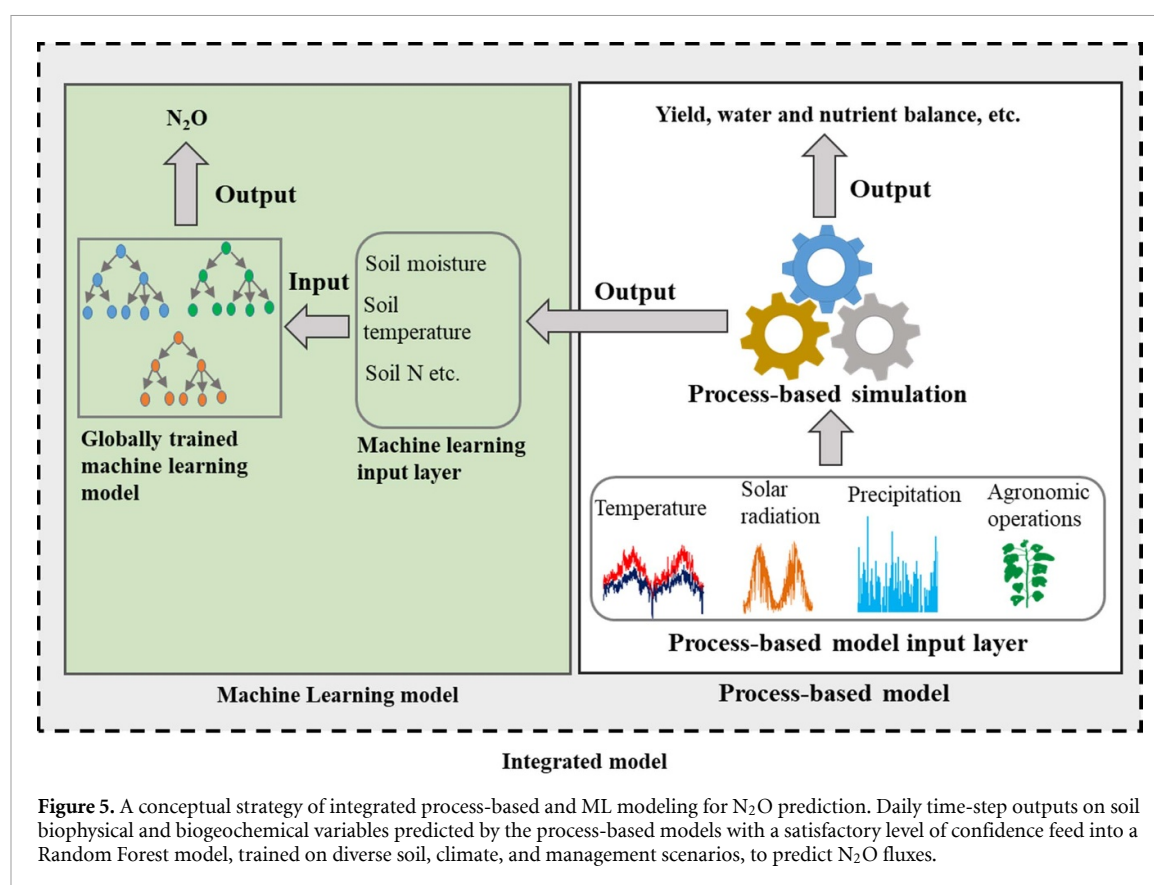 N₂O
Output
Input
Globally trained
machine learning
model
Soil moisture
Soil
temperature
Soil N etc.
Machine learning
input layer
Machine Learning model
Yield, water and nutrient balance, etc.
Output
Output
Process-based simulation
Temperature
Solar
radiation
Precipitation
Agronomic
operations
Process-based model input layer
Process-based model
Integrated model
Figure 5. A conceptual strategy of integrated process-based and ML modeling for N₂O prediction. Daily time-step outputs on soil
biophysical and biogeochemical variables predicted by the process-based models with a satisfactory level of confidence feed into a
Random Forest model, trained on diverse soil, climate, and management scenarios, to predict N₂O fluxes.